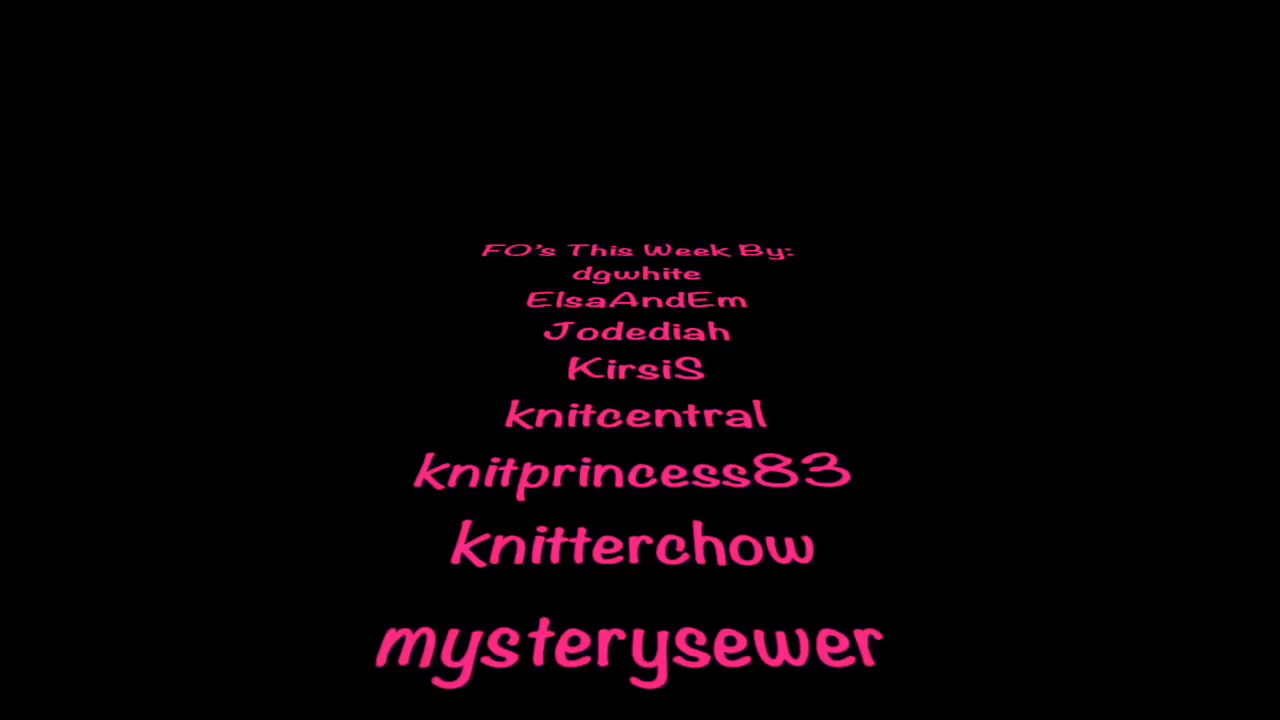 FO's This Week By:
dgwhite
ElsaAndEm
Jodediah
KirsiS
knitcentral
knitprincess83
knitterchow
mysterysewer